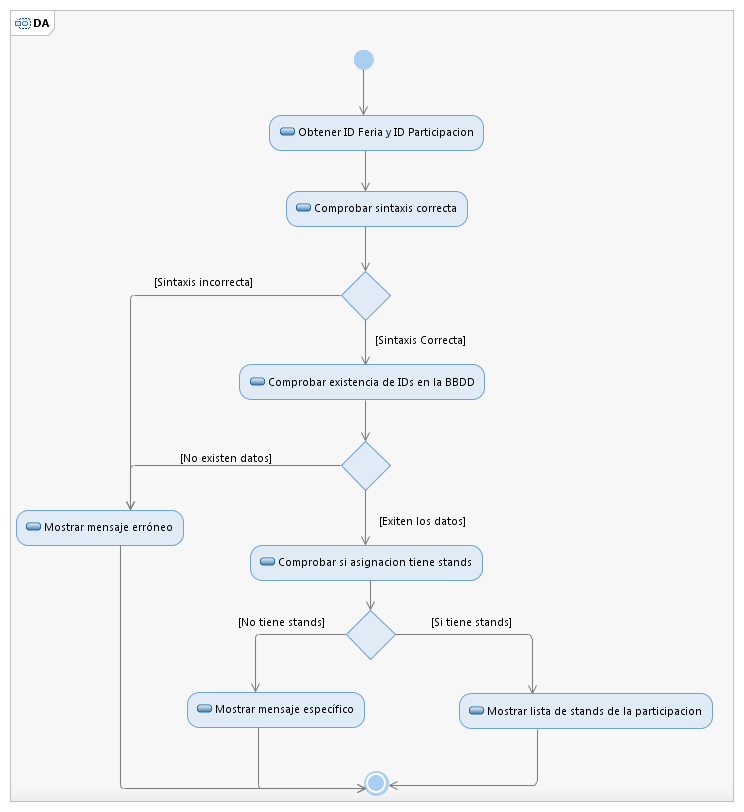 DA
Obtener ID Feria y ID Participacion
Comprobar sintaxis correcta
[Sintaxis incorrecta]
[Sintaxis Correcta]
Comprobar existencia de IDs en la BBDD
[No existen datos]
[Exiten los datos]
Mostrar mensaje erróneo
Comprobar si asignacion tiene stands
[No tiene stands]
[Si tiene stands]
Mostrar mensaje específico
Mostrar lista de stands de la participacion